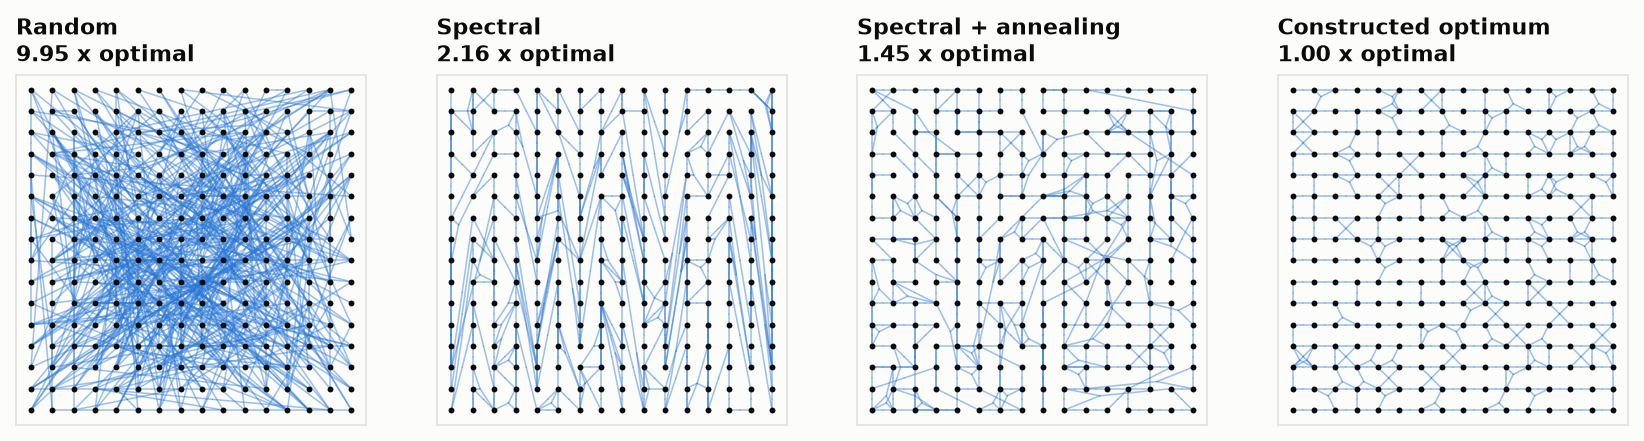 Random
9.95 x optimal
Spectral
2.16 x optimal
Spectral + annealing
1.45 x optimal
Constructed optimum
1.00 x optimal